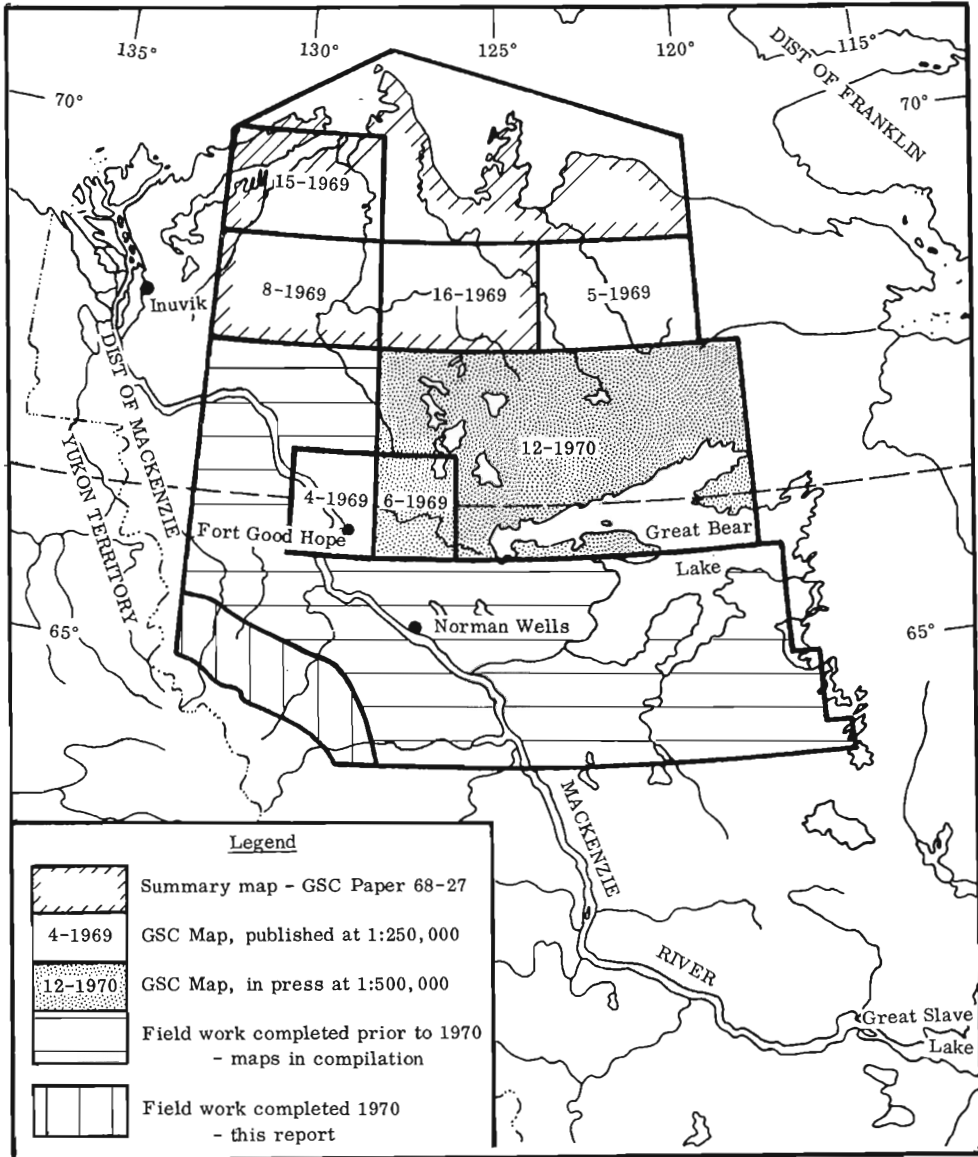 135°
130°
125°
120°
115°
70°
70°
DIST OF FRANKLIN
15-1969
8-1969
16-1969
5-1969
Inuvik
DIST OF MACKENZIE
YUKON TERRITORY
12-1970
4-1969
6-1969
Fort Good Hope
Great Bear
Lake
65°
65°
Norman Wells
MACKENZIE
RIVER
Great Slave
Lake
Legend
Summary map - GSC Paper 68-27
4-1969
GSC Map, published at 1:250,000
12-1970
GSC Map, in press at 1:500,000
Field work completed prior to 1970
- maps in compilation
Field work completed 1970
- this report